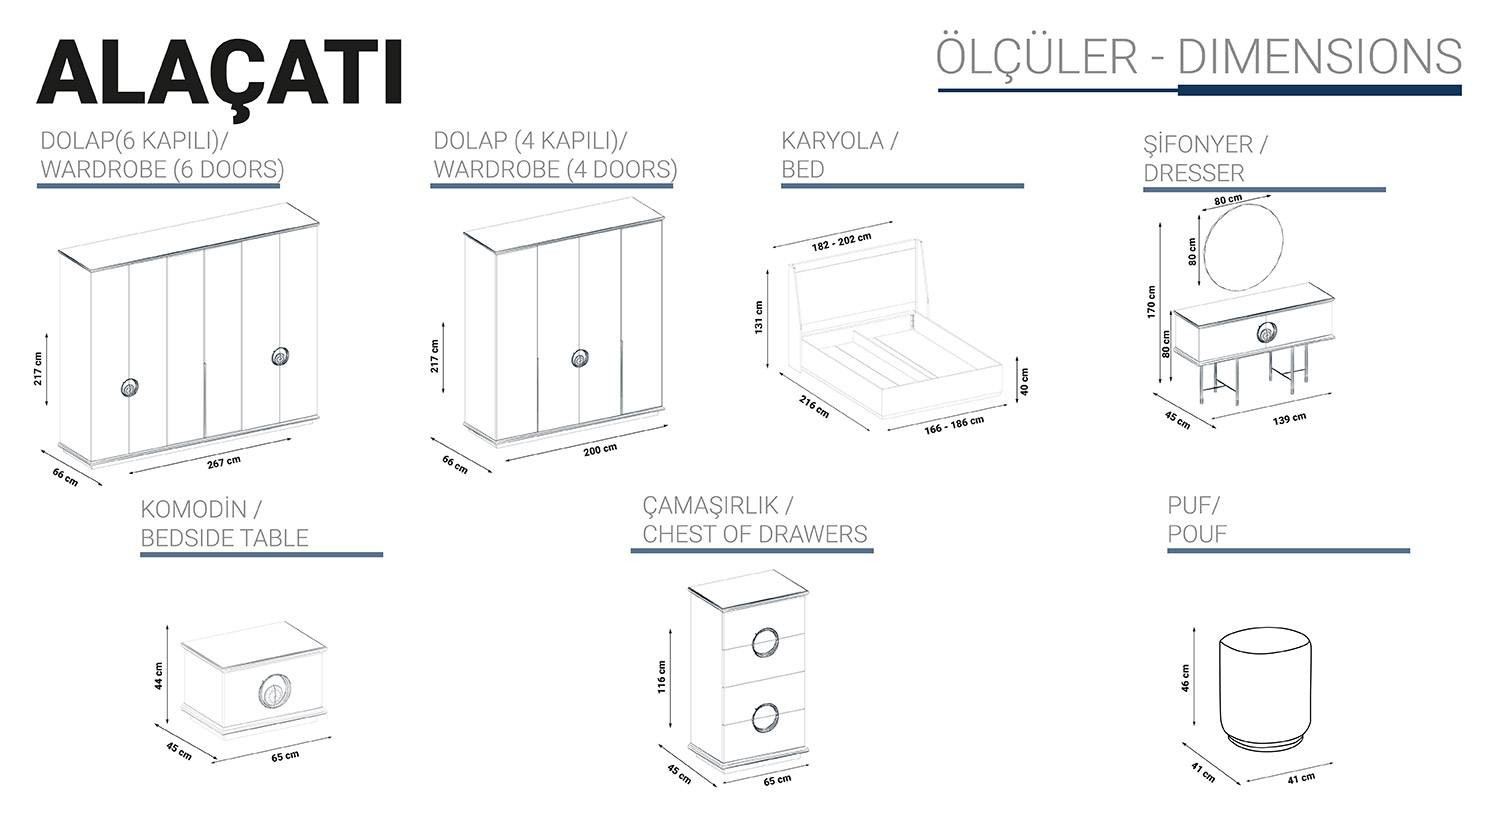 ALAÇATI
ÖLÇÜLER - DIMENSIONS
DOLAP(6 KAPILI)/
WARDROBE (6 DOORS)
217 cm
66 cm
267 cm
DOLAP (4 KAPILI)/
WARDROBE (4 DOORS)
217 cm
66 cm
200 cm
KARYOLA /
BED
182 - 202 cm
131 cm
216 cm
166 - 186 cm
40 cm
ŞİFONYER /
DRESSER
80 cm
80 cm
170 cm
80 cm
45 cm
139 cm
KOMODİN /
BEDSIDE TABLE
44 cm
45 cm
65 cm
ÇAMAŞIRLIK /
CHEST OF DRAWERS
116 cm
45 cm
65 cm
PUF/
POUF
46 cm
41 cm
41 cm